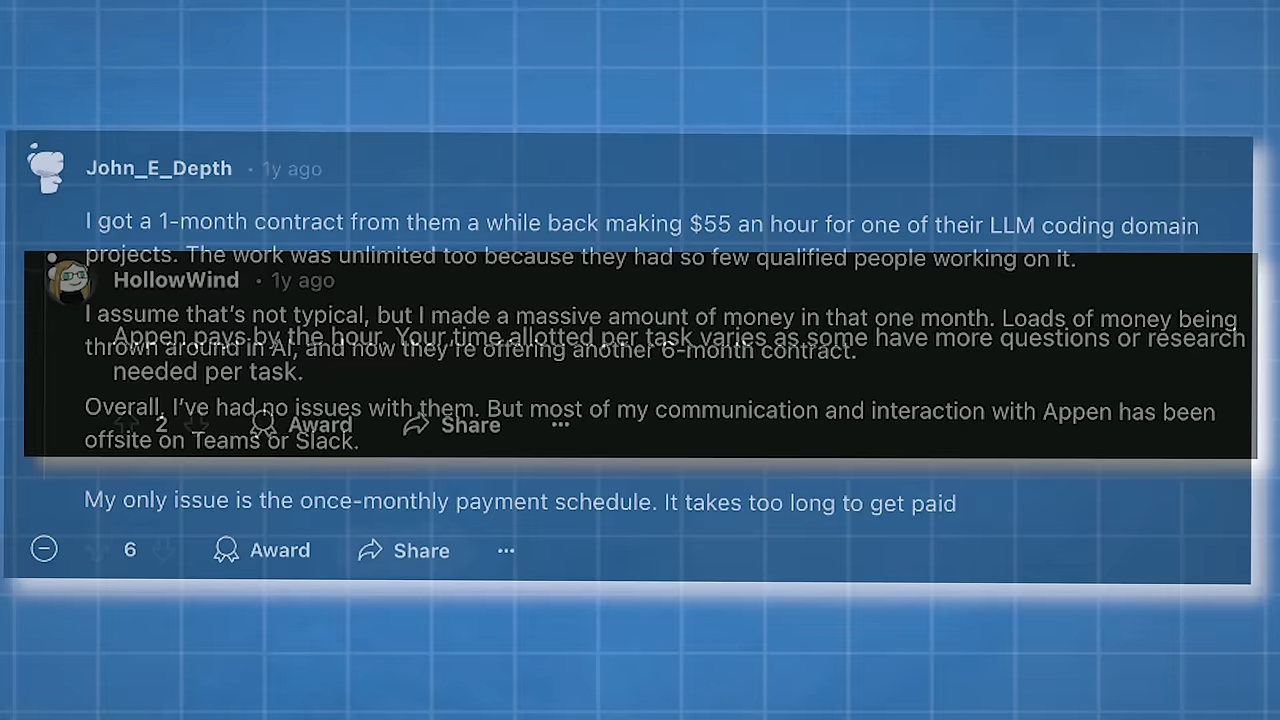 John_E_Depth · 1y ago
I got a 1-month contract from them a while back making $55 an hour for one of their LLM coding domain
projects. The work was unlimited too because they had so few qualified people working on it.
I assume that's not typical, but I made a massive amount of money in that one month. Loads of money being
thrown around in AI, and now they're offering another 6-month contract.
Overall, I've had no issues with them. But most of my communication and interaction with Appen has been
offsite on Teams or Slack.
My only issue is the once-monthly payment schedule. It takes too long to get paid
6 Award Share ...
HollowWind · 1y ago
Appen pays by the hour. Your time allotted per task varies as some have more questions or research
needed per task.
2 Award Share ...